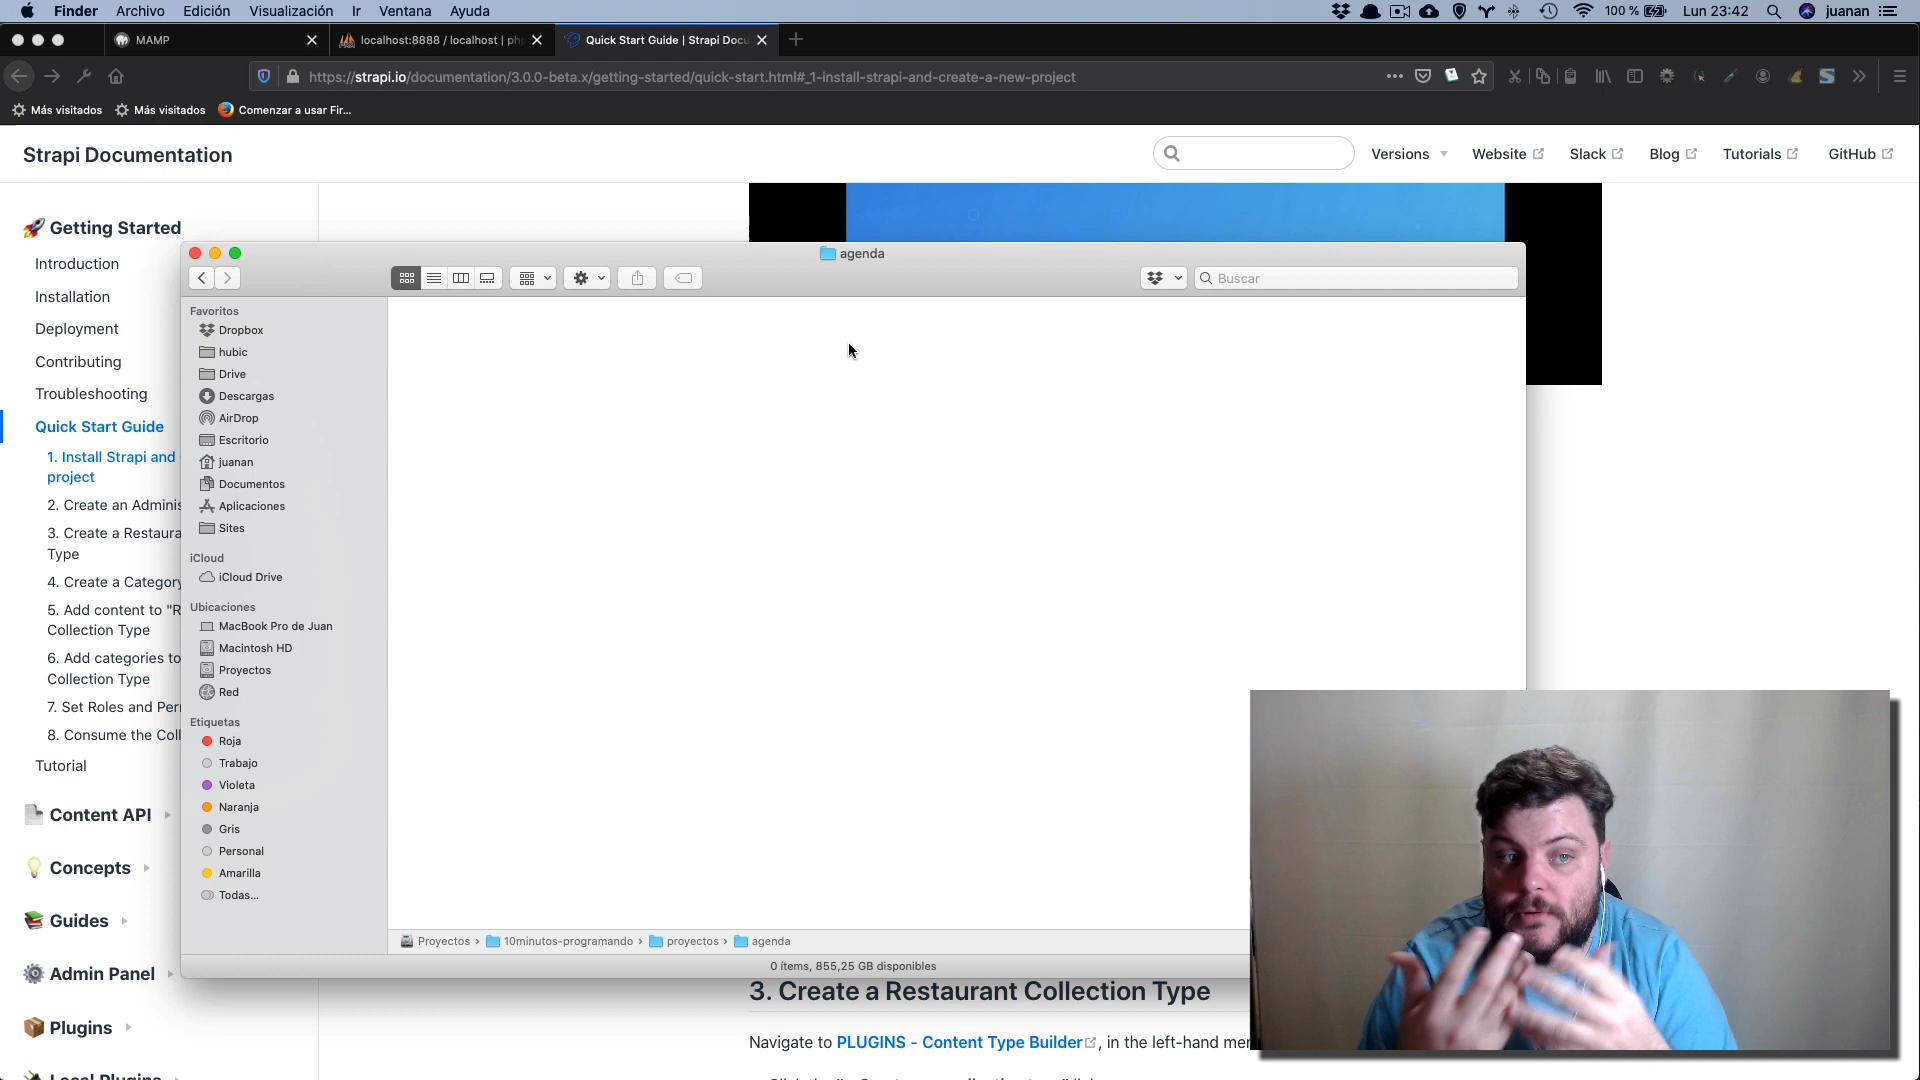 Finder Archivo Edición Visualización Ir Ventana Ayuda 100 % Lun 23:42 juanan
MAMP
localhost:8888 / localhost | ph
Quick Start Guide | Strapi Docu
https://strapi.io/documentation/3.0.0-beta.x/getting-started/quick-start.html#_1-install-strapi-and-create-a-new-project
Más visitados Más visitados Comenzar a usar Fir...
Strapi Documentation
Versions Website Slack Blog Tutorials GitHub
Getting Started
Introduction
Installation
Deployment
Contributing
Troubleshooting
Quick Start Guide
1. Install Strapi and
project
2. Create an Adminis
3. Create a Restaura
Type
4. Create a Category
5. Add content to "R
Collection Type
6. Add categories to
Collection Type
7. Set Roles and Per
8. Consume the Coll
Tutorial
Content API
Concepts
Guides
Admin Panel
Plugins
Local Plugins
agenda
Buscar
Favoritos
Dropbox
hubic
Drive
Descargas
AirDrop
Escritorio
juanan
Documentos
Aplicaciones
Sites
iCloud
iCloud Drive
Ubicaciones
MacBook Pro de Juan
Macintosh HD
Proyectos
Red
Etiquetas
Roja
Trabajo
Violeta
Naranja
Gris
Personal
Amarilla
Todas...
Proyectos › 10minutos-programando › proyectos › agenda
0 ítems, 855,25 GB disponibles
3. Create a Restaurant Collection Type
Navigate to PLUGINS - Content Type Builder, in the left-hand mer